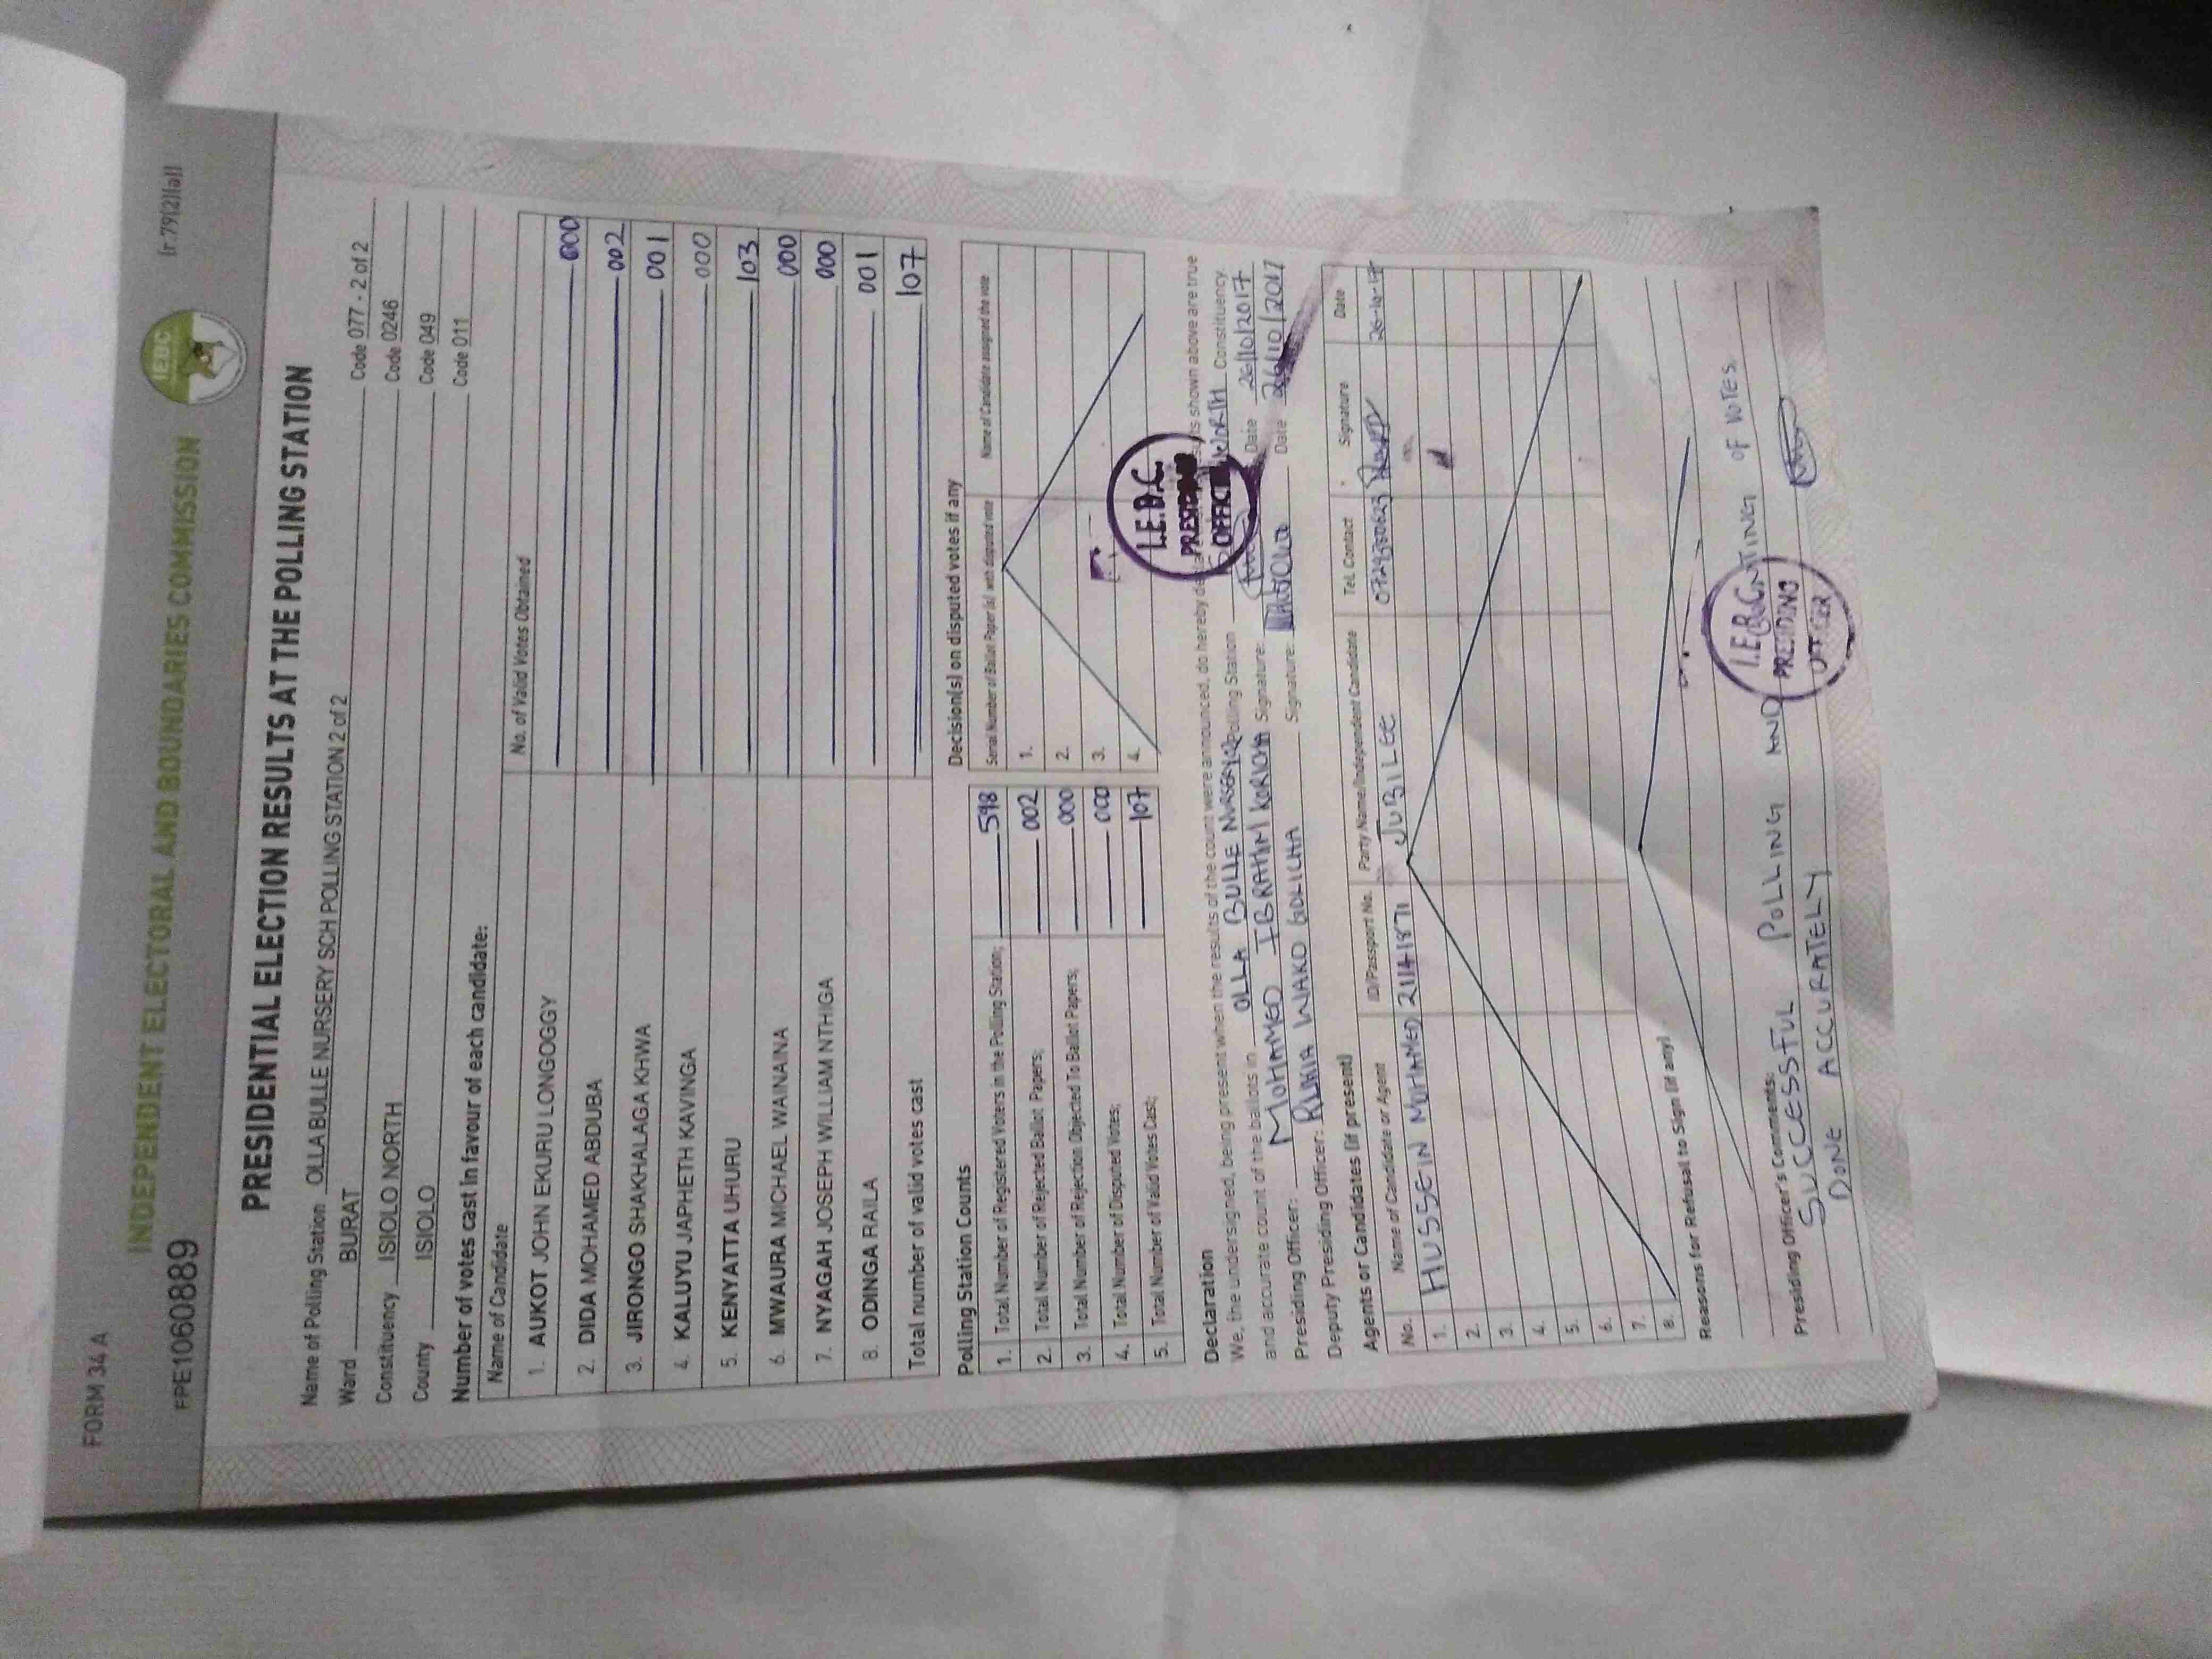 FORM 34 A
INDEPENDENT ELECTORAL AND BOUNDARIES COMMISSION
IEBC
FPE1060889
(r.79(2)(a))
PRESIDENTIAL ELECTION RESULTS AT THE POLLING STATION
Name of Polling Station OLLA BULLE NURSERY SCH POLLING STATION 2 of 2 Code 077 - 2 of 2
Ward BURAT Code 0246
Constituency ISIOLO NORTH Code 049
County ISIOLO Code 011
Number of votes cast in favour of each candidate:
Name of Candidate No. of Valid Votes Obtained
1. AUKOT JOHN EKURU LONGOGGY 000
2. DIDA MOHAMED ABDUBA 002
3. JIRONGO SHAKHALAGA KHWA 001
4. KALUYU JAPHETH KAVINGA 000
5. KENYATTA UHURU 103
6. MWAURA MICHAEL WAINAINA 000
7. NYAGAH JOSEPH WILLIAM NTHIGA 000
8. ODINGA RAILA 001
Total number of valid votes cast 107
Polling Station Counts
1. Total Number of Registered Voters in the Polling Station; 598
2. Total Number of Rejected Ballot Papers; 002
3. Total Number of Rejection Objected To Ballot Papers; 000
4. Total Number of Disputed Votes; 000
5. Total Number of Valid Votes Cast; 107
Decision(s) on disputed votes if any
Serial Number of Ballot Paper (s) with disputed vote Name of Candidate assigned the vote
1.
2.
3.
4.
I.E.B.C.
PRESIDING
OFFICER
Declaration
We, the undersigned, being present when the results of the count were announced, do hereby shown above are true
and accurate count of the ballots in OLLA BULLE NURSERY Polling Station NORTH Constituency.
Presiding Officer: MOHAMED IBRAHIM Signature: Date 26/10/2017
Deputy Presiding Officer: RUKIA WAKO GOLICHA Signature: Date 26/10/2017
Agents or Candidates (if present)
No. Name of Candidate or Agent ID/Passport No. Party Name/Independent Candidate Tel. Contact Signature Date
1. HUSSEIN MOHAMED 21141871 JUBILEE 26-10-17
2.
3.
4.
5.
6.
7.
8.
Reasons for Refusal to Sign (if any)
Presiding Officer's Comments:
SUCCESSFUL POLLING AND COUNTING OF VOTES
DONE ACCURATELY
I.E.B.C.
PRESIDING
OFFICER